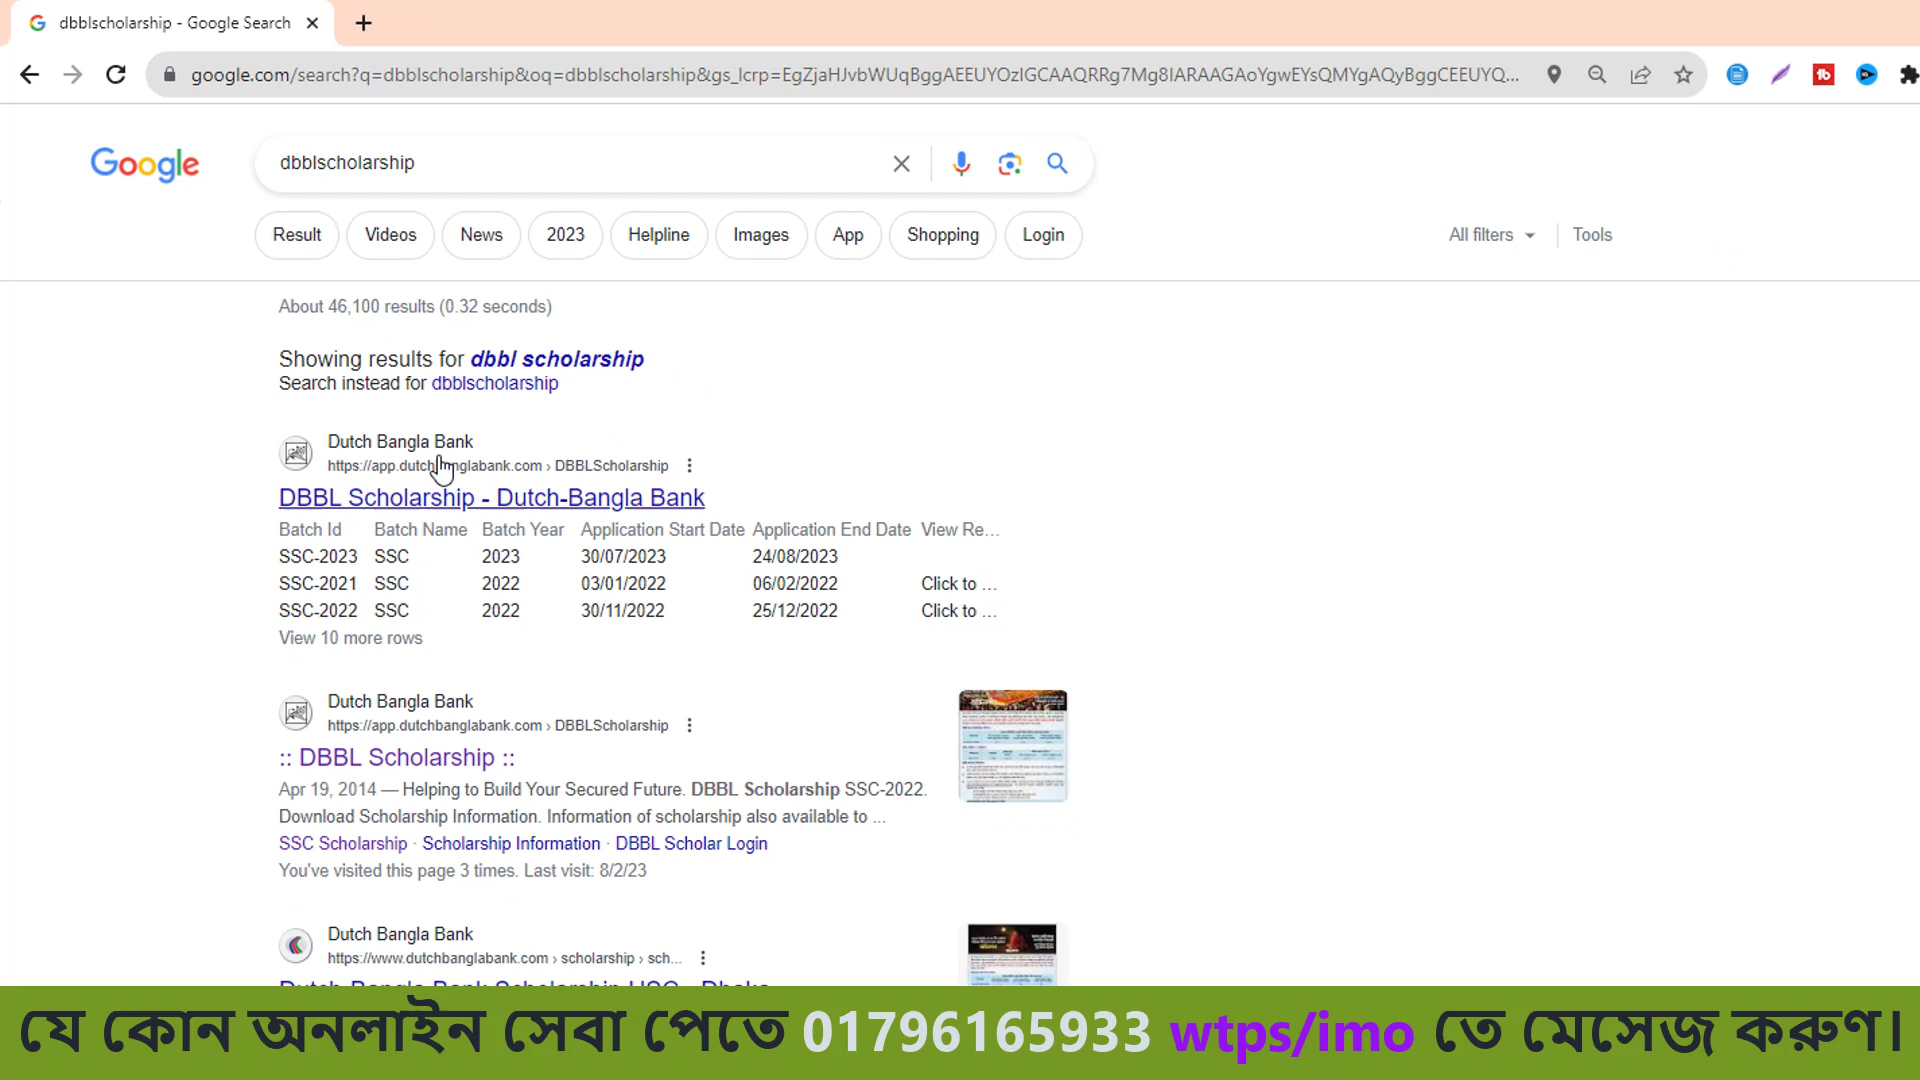 dbblscholarship - Google Search
google.com/search?q=dbblscholarship&oq=dbblscholarship&gs_lcrp=EgZjaHJvbWUqBggAEEUYOzIGCAAQRRg7Mg8IARAAGAoYgwEYsQMYgAQyBggCEEUYQ...
Google
dbblscholarship
Result Videos News 2023 Helpline Images App Shopping Login All filters Tools
About 46,100 results (0.32 seconds)
Showing results for dbbl scholarship
Search instead for dbblscholarship
Dutch Bangla Bank
https://app.dutchbanglabank.com › DBBLScholarship
DBBL Scholarship - Dutch-Bangla Bank
Batch Id Batch Name Batch Year Application Start Date Application End Date View Re...
SSC-2023 SSC 2023 30/07/2023 24/08/2023
SSC-2021 SSC 2022 03/01/2022 06/02/2022 Click to ...
SSC-2022 SSC 2022 30/11/2022 25/12/2022 Click to ...
View 10 more rows
Dutch Bangla Bank
https://app.dutchbanglabank.com › DBBLScholarship
:: DBBL Scholarship ::
Apr 19, 2014 — Helping to Build Your Secured Future. DBBL Scholarship SSC-2022.
Download Scholarship Information. Information of scholarship also available to ...
SSC Scholarship · Scholarship Information · DBBL Scholar Login
You've visited this page 3 times. Last visit: 8/2/23
Dutch Bangla Bank
https://www.dutchbanglabank.com › scholarship › sch...
Dutch-Bangla Bank Scholarship HSC - Dhaka
যে কোন অনলাইন সেবা পেতে 01796165933 wtps/imo তে মেসেজ করুণ।